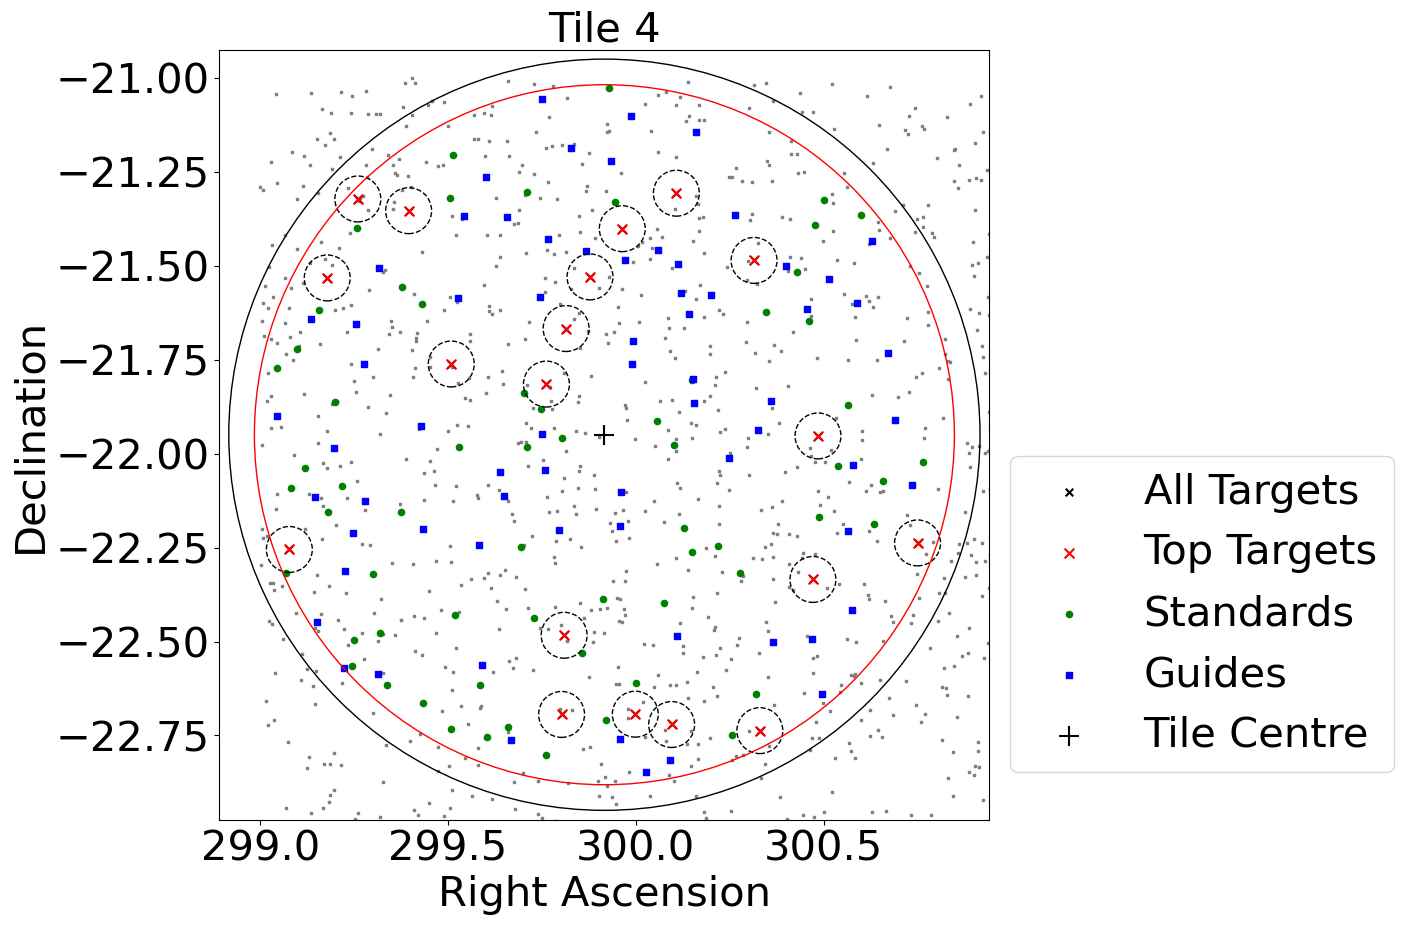 Tile 4
−21.00
−21.25
−21.50
−21.75
−22.00
−22.25
−22.50
−22.75
Declination
299.0
299.5
300.0
300.5
Right Ascension
All Targets
Top Targets
Standards
Guides
Tile Centre